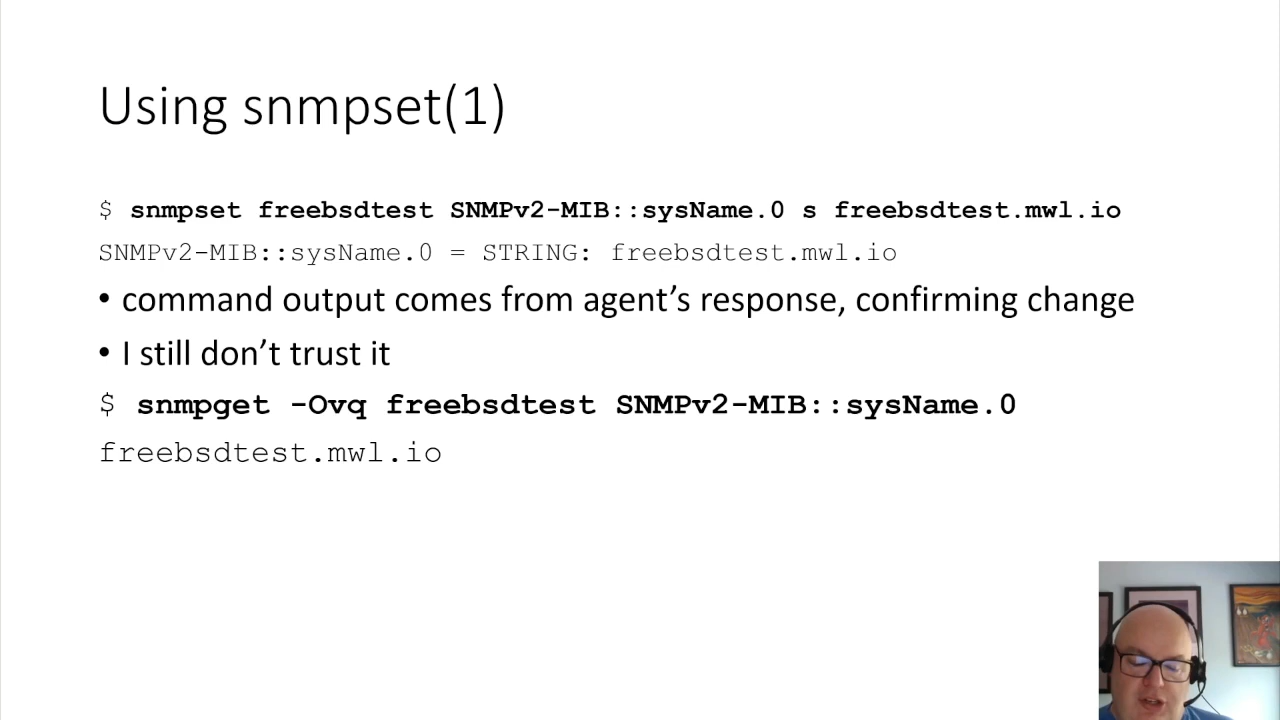 Using snmpset(1)
$ snmpset freebsdtest SNMPv2-MIB::sysName.0 s freebsdtest.mwl.io
SNMPv2-MIB::sysName.0 = STRING: freebsdtest.mwl.io
• command output comes from agent’s response, confirming change
• I still don’t trust it
$ snmpget -Ovq freebsdtest SNMPv2-MIB::sysName.0
freebsdtest.mwl.io